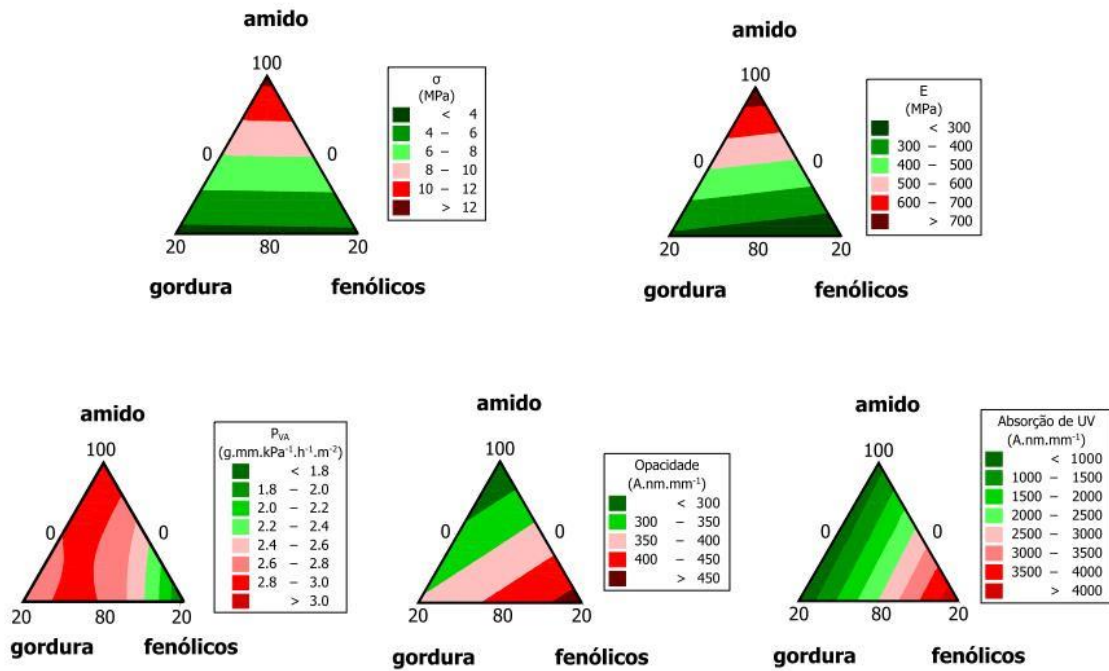 amido
100
0
0
20
80
20
gordura
fenólicos
σ
(MPa)
< 4
4 – 6
6 – 8
8 – 10
10 – 12
> 12
amido
100
0
0
20
80
20
gordura
fenólicos
E
(MPa)
< 300
300 – 400
400 – 500
500 – 600
600 – 700
> 700
amido
100
0
0
20
80
20
gordura
fenólicos
PVA
(g.mm.kPa⁻¹.h⁻¹.m⁻²)
< 1.8
1.8 – 2.0
2.0 – 2.2
2.2 – 2.4
2.4 – 2.6
2.6 – 2.8
2.8 – 3.0
> 3.0
amido
100
0
0
20
80
20
gordura
fenólicos
Opacidade
(A.nm.mm⁻¹)
< 300
300 – 350
350 – 400
400 – 450
> 450
amido
100
0
0
20
80
20
gordura
fenólicos
Absorção de UV
(A.nm.mm⁻¹)
< 1000
1000 – 1500
1500 – 2000
2000 – 2500
2500 – 3000
3000 – 3500
3500 – 4000
> 4000